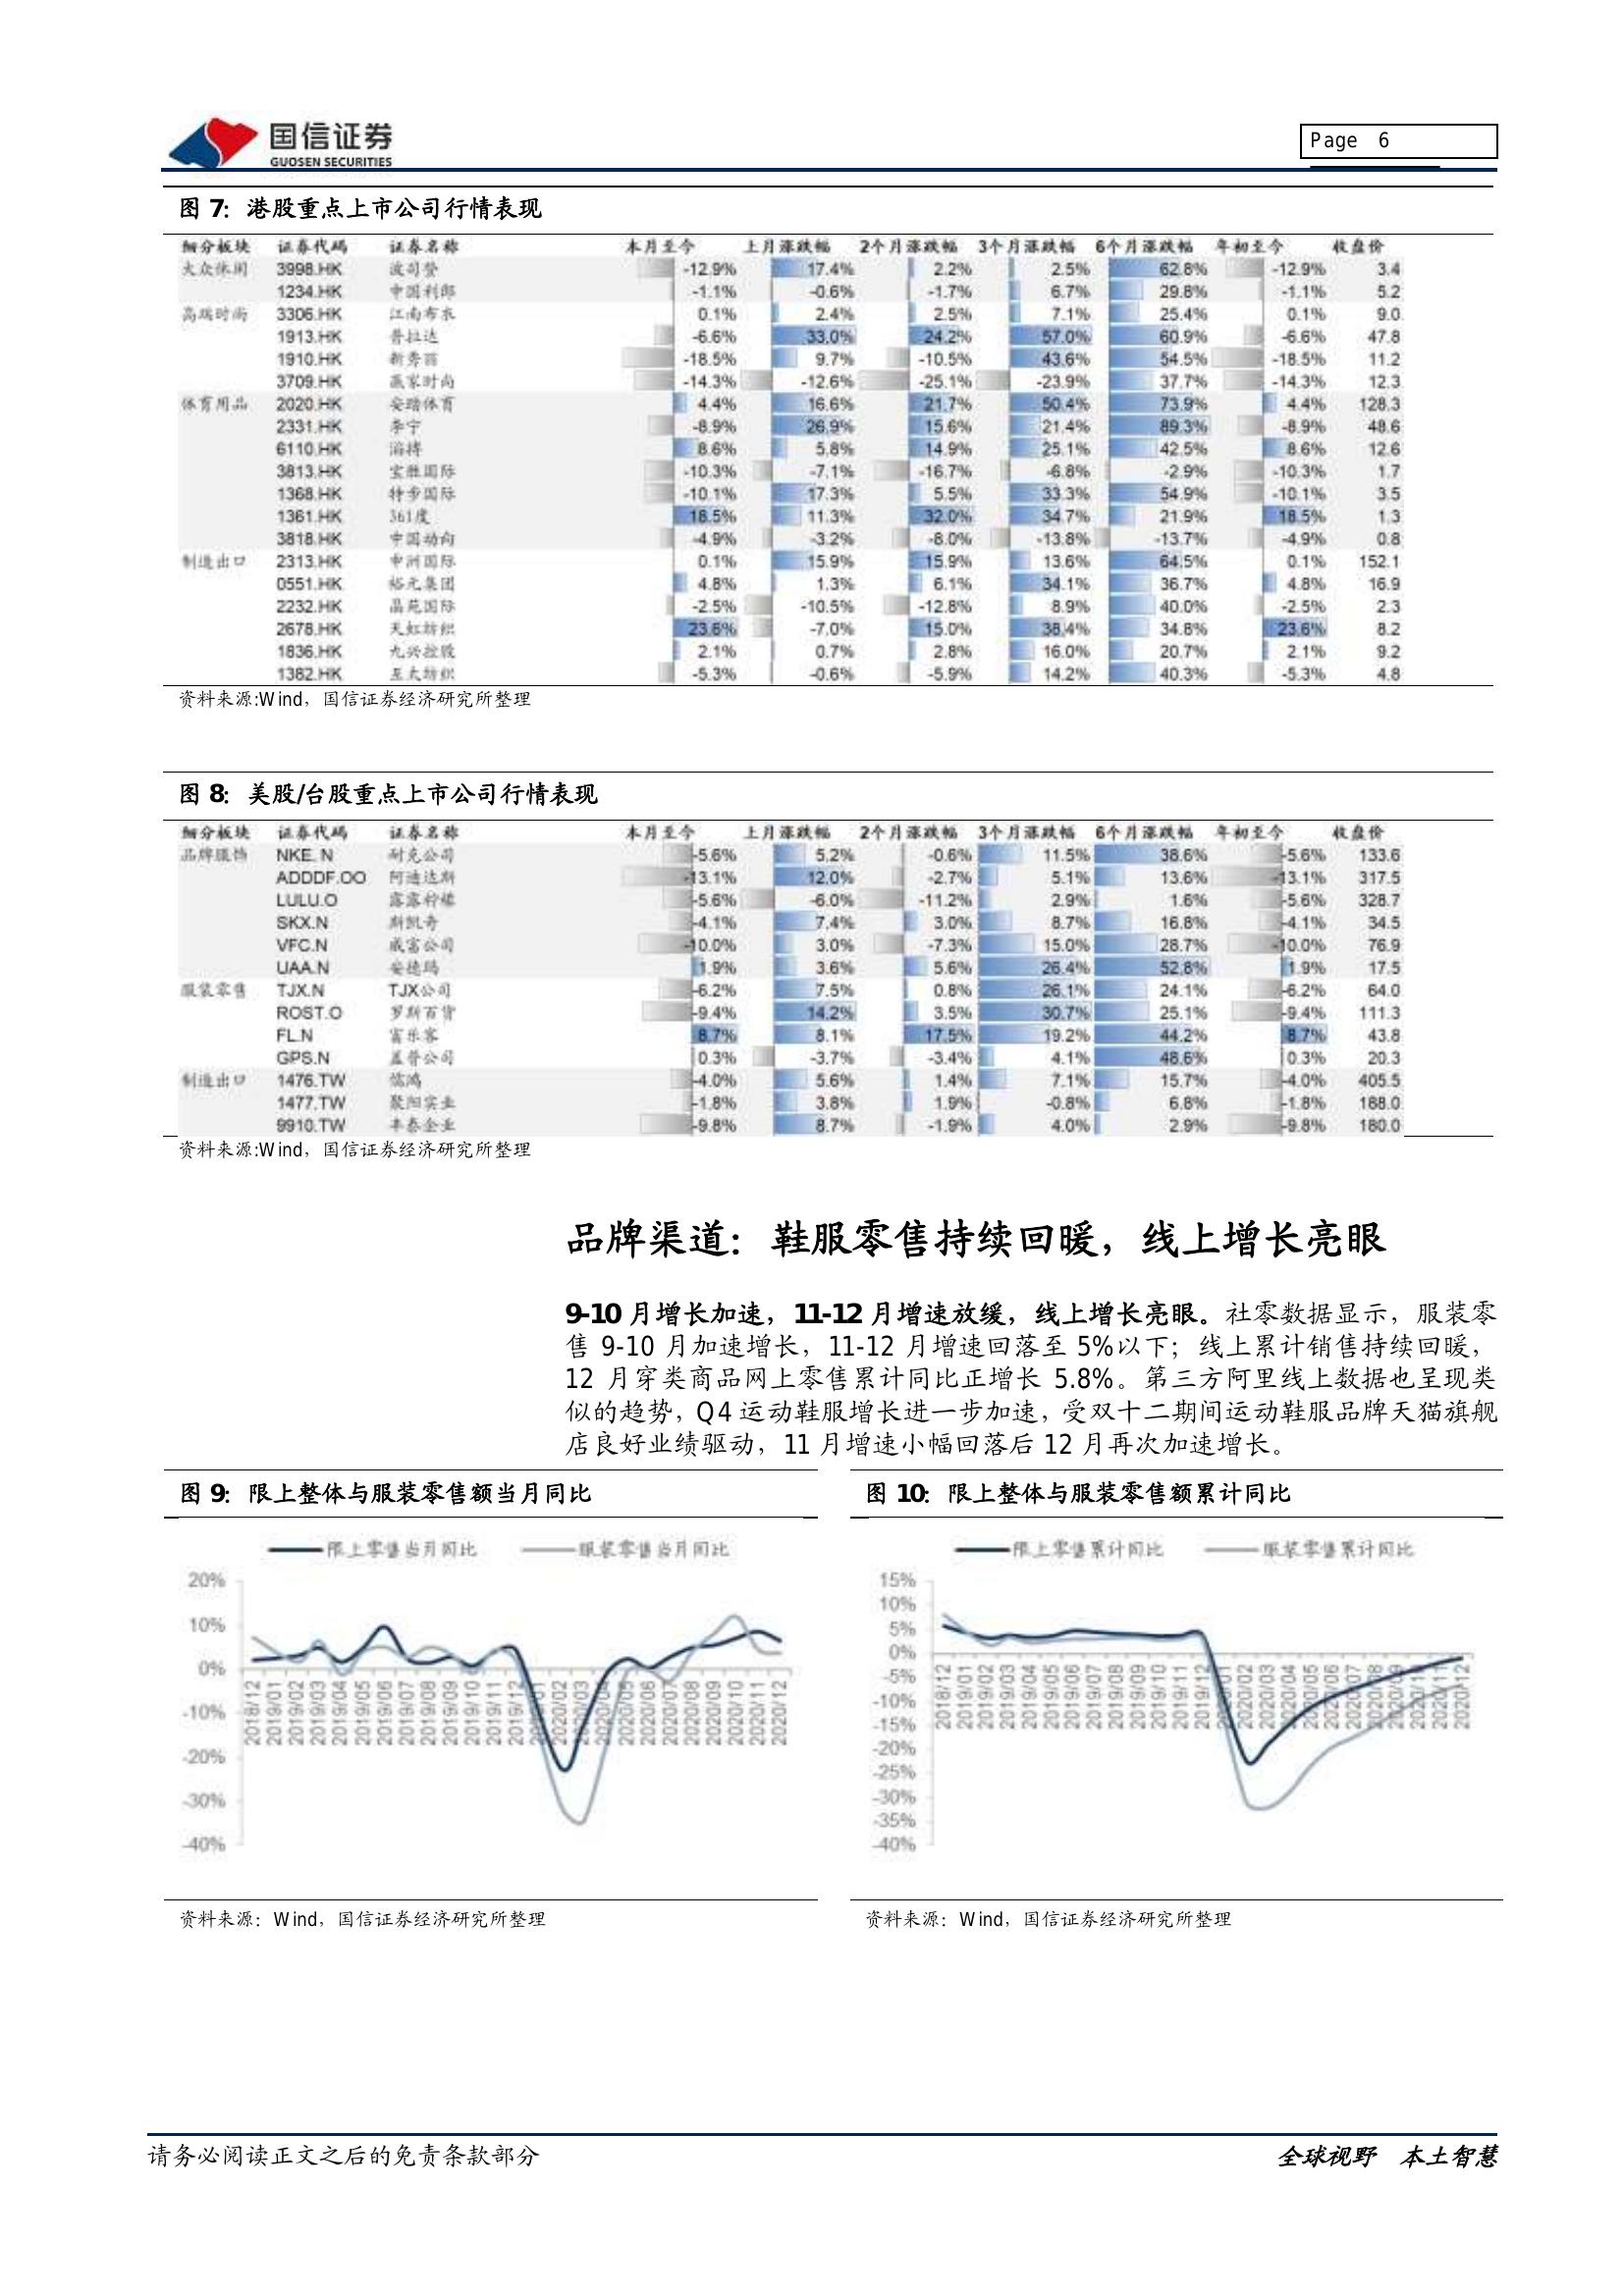 国信证券
GUOSEN SECURITIES
Page 6
图 7：港股重点上市公司行情表现
细分板块 证券代码 证券名称 本月至今 上月涨跌幅 2个月涨跌幅 3个月涨跌幅 6个月涨跌幅 年初至今 收盘价
大众休闲 3998.HK 波司登 -12.9% 17.4% 2.2% 2.5% 62.8% -12.9% 3.4
1234.HK 中国利郎 -1.1% -0.6% -1.7% 6.7% 29.8% -1.1% 5.2
高端时尚 3306.HK 江南布衣 0.1% 2.4% 2.5% 7.1% 25.4% 0.1% 9.0
1913.HK 普拉达 -6.6% 33.0% 24.2% 57.0% 60.9% -6.6% 47.8
1910.HK 新秀丽 -18.5% 9.7% -10.5% 43.6% 54.5% -18.5% 11.2
3709.HK 赢家时尚 -14.3% -12.6% -25.1% -23.9% 37.7% -14.3% 12.3
体育用品 2020.HK 安踏体育 4.4% 16.6% 21.7% 50.4% 73.9% 4.4% 128.3
2331.HK 李宁 -8.9% 26.9% 15.6% 21.4% 89.3% -8.9% 48.6
6110.HK 滔搏 8.6% 5.8% 14.9% 25.1% 42.5% 8.6% 12.6
3813.HK 宝胜国际 -10.3% -7.1% -16.7% -6.8% -2.9% -10.3% 1.7
1368.HK 特步国际 -10.1% 17.3% 5.5% 33.3% 54.9% -10.1% 3.5
1361.HK 361度 18.5% 11.3% 32.0% 34.7% 21.9% 18.5% 1.3
3818.HK 中国动向 -4.9% -3.2% -8.0% -13.8% -13.7% -4.9% 0.8
制造出口 2313.HK 申洲国际 0.1% 15.9% 15.9% 13.6% 64.5% 0.1% 152.1
0551.HK 裕元集团 4.8% 1.3% 6.1% 34.1% 36.7% 4.8% 16.9
2232.HK 晶苑国际 -2.5% -10.5% -12.8% 8.9% 40.0% -2.5% 2.3
2678.HK 天虹纺织 23.6% -7.0% 15.0% 38.4% 34.8% 23.6% 8.2
1836.HK 九兴控股 2.1% 0.7% 2.8% 16.0% 20.7% 2.1% 9.2
1382.HK 互太纺织 -5.3% -0.6% -5.9% 14.2% 40.3% -5.3% 4.8
资料来源:Wind，国信证券经济研究所整理
图 8：美股/台股重点上市公司行情表现
细分板块 证券代码 证券名称 本月至今 上月涨跌幅 2个月涨跌幅 3个月涨跌幅 6个月涨跌幅 年初至今 收盘价
品牌服饰 NKE.N 耐克公司 -5.6% 5.2% -0.6% 11.5% 38.6% -5.6% 133.6
ADDDF.OO 阿迪达斯 -13.1% 12.0% -2.7% 5.1% 13.6% -13.1% 317.5
LULU.O 露露柠檬 -5.6% -6.0% -11.2% 2.9% 1.6% -5.6% 328.7
SKX.N 斯凯奇 -4.1% 7.4% 3.0% 8.7% 16.8% -4.1% 34.5
VFC.N 威富公司 -10.0% 3.0% -7.3% 15.0% 28.7% -10.0% 76.9
UAA.N 安德玛 1.9% 3.6% 5.6% 26.4% 52.8% 1.9% 17.5
服装零售 TJX.N TJX公司 -6.2% 7.5% 0.8% 26.1% 24.1% -6.2% 64.0
ROST.O 罗斯百货 -9.4% 14.2% 3.5% 30.7% 25.1% -9.4% 111.3
FL.N 富乐客 8.7% 8.1% 17.5% 19.2% 44.2% 8.7% 43.8
GPS.N 盖普公司 0.3% -3.7% -3.4% 4.1% 48.6% 0.3% 20.3
制造出口 1476.TW 儒鸿 -4.0% 5.6% 1.4% 7.1% 15.7% -4.0% 405.5
1477.TW 聚阳实业 -1.8% 3.8% 1.9% -0.8% 6.8% -1.8% 188.0
9910.TW 丰泰企业 -9.8% 8.7% -1.9% 4.0% 2.9% -9.8% 180.0
资料来源:Wind，国信证券经济研究所整理
品牌渠道：鞋服零售持续回暖，线上增长亮眼
9-10 月增长加速，11-12 月增速放缓，线上增长亮眼。社零数据显示，服装零
售 9-10 月加速增长，11-12 月增速回落至 5%以下；线上累计销售持续回暖，
12 月穿类商品网上零售累计同比正增长 5.8%。第三方阿里线上数据也呈现类
似的趋势，Q4 运动鞋服增长进一步加速，受双十二期间运动鞋服品牌天猫旗舰
店良好业绩驱动，11 月增速小幅回落后 12 月再次加速增长。
图 9：限上整体与服装零售额当月同比
限上零售当月同比 服装零售当月同比
20%
10%
0%
-10%
-20%
-30%
-40%
2018/12 2019/01 2019/02 2019/03 2019/04 2019/05 2019/06 2019/07 2019/08 2019/09 2019/10 2019/11 2019/12 2020/01 2020/02 2020/03 2020/04 2020/05 2020/06 2020/07 2020/08 2020/09 2020/10 2020/11 2020/12
资料来源：Wind，国信证券经济研究所整理
图 10：限上整体与服装零售额累计同比
限上零售累计同比 服装零售累计同比
15%
10%
5%
0%
-5%
-10%
-15%
-20%
-25%
-30%
-35%
-40%
2018/12 2019/01 2019/02 2019/03 2019/04 2019/05 2019/06 2019/07 2019/08 2019/09 2019/10 2019/11 2019/12 2020/01 2020/02 2020/03 2020/04 2020/05 2020/06 2020/07 2020/08 2020/09 2020/10 2020/11 2020/12
资料来源：Wind，国信证券经济研究所整理
请务必阅读正文之后的免责条款部分
全球视野 本土智慧